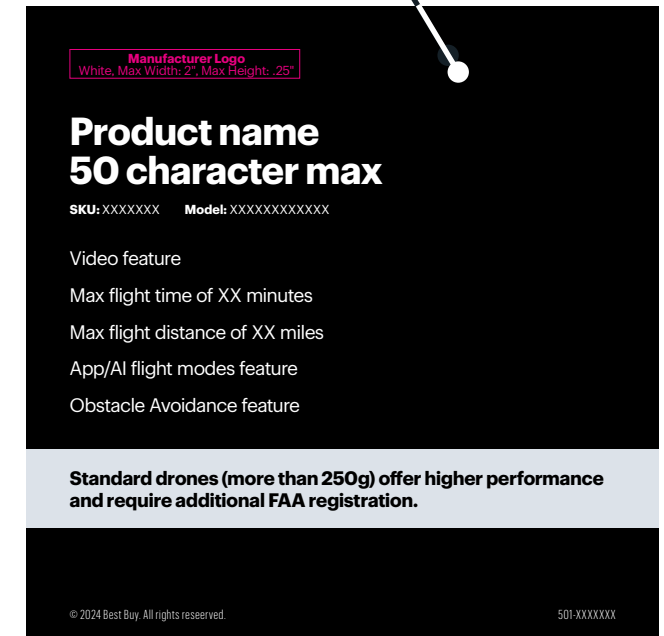 Manufacturer Logo
White, Max Width: 2", Max Height: .25"
Product name
50 character max
SKU: XXXXXXX Model: XXXXXXXXXXXX
Video feature
Max flight time of XX minutes
Max flight distance of XX miles
App/AI flight modes feature
Obstacle Avoidance feature
Standard drones (more than 250g) offer higher performance
and require additional FAA registration.
© 2024 Best Buy. All rights reseerved.
501-XXXXXXX